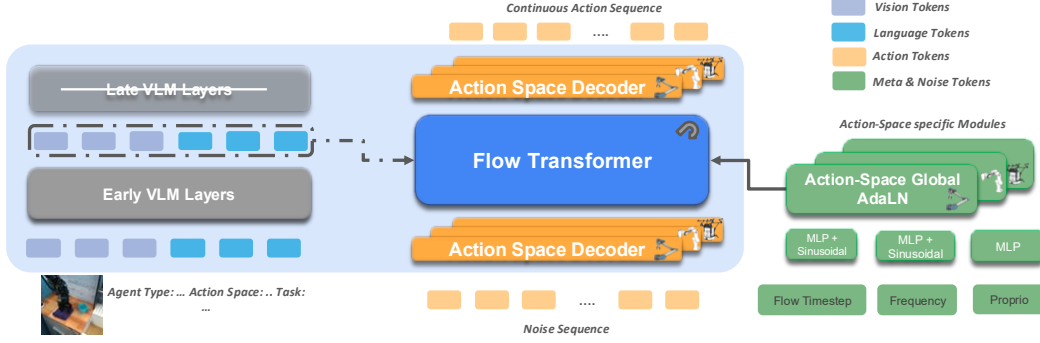 Continuous Action Sequence
....
Vision Tokens
Language Tokens
Action Tokens
Meta & Noise Tokens
Late VLM Layers
Action Space Decoder
Flow Transformer
Early VLM Layers
Action Space Decoder
Action-Space specific Modules
Action-Space Global
AdaLN
MLP +
Sinusoidal
MLP +
Sinusoidal
MLP
Flow Timestep
Frequency
Proprio
Agent Type: ... Action Space: .. Task:
...
....
Noise Sequence